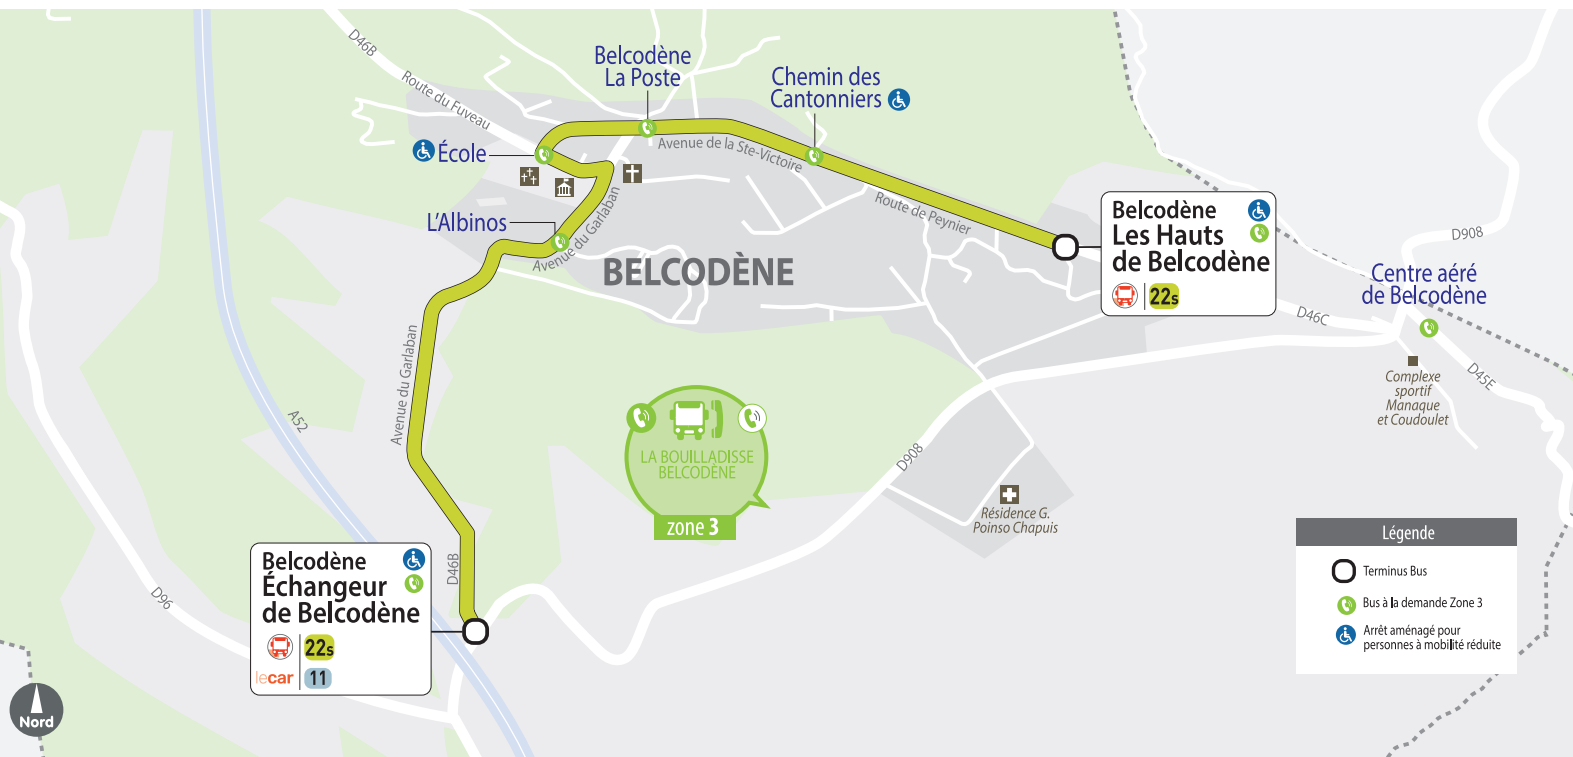 D46B
Route du Fuveau
Belcodène
La Poste
Chemin des
Cantonniers
École
Avenue de la Ste-Victoire
L'Albinos
Avenue du Garlaban
Route de Peynier
BELCODÈNE
Belcodène
Les Hauts
de Belcodène
22s
D908
Centre aéré
de Belcodène
D46C
D45E
Complexe
sportif
Manaque
et Coudoulet
Avenue du Garlaban
A52
LA BOUILLADISSE
BELCODÈNE
zone 3
D908
Résidence G.
Poinso Chapuis
D46B
D96
Belcodène
Échangeur
de Belcodène
22s
lecar 11
Légende
Terminus Bus
Bus à la demande Zone 3
Arrêt aménagé pour
personnes à mobilité réduite
Nord